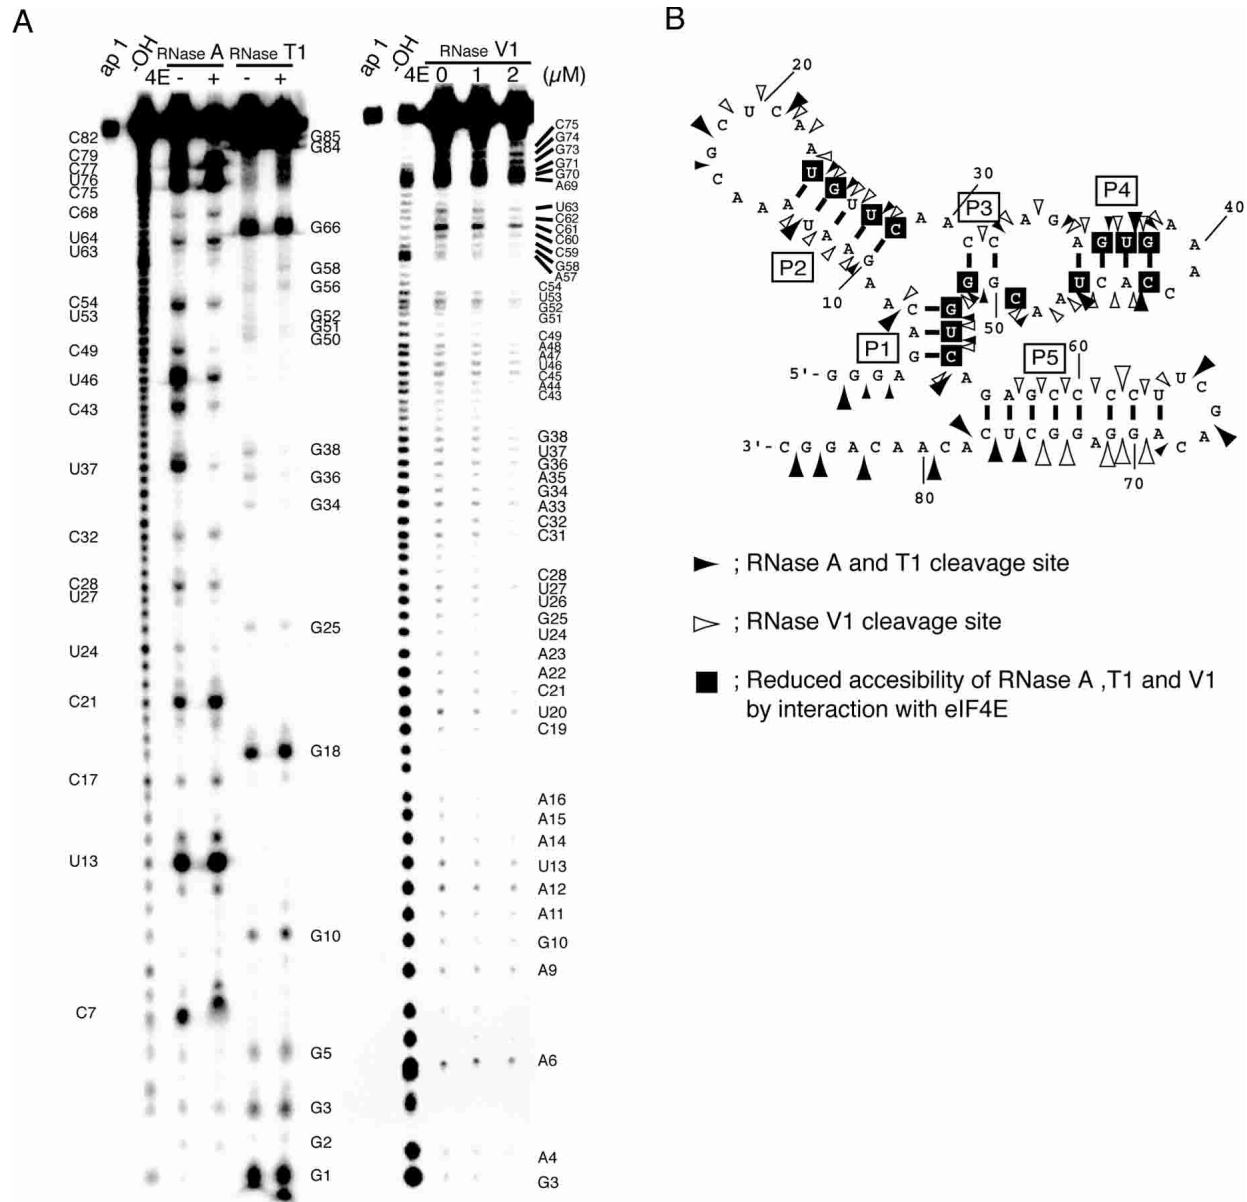 A
ap 1
-OH
RNase A
RNase T1
4E - + - +
C82
C79
C77
U76
C75
C68
U64
U63
C54
U53
C49
U46
C43
U37
C32
C28
U27
U24
C21
C17
U13
C7
G85
G84
G66
G58
G56
G52
G51
G50
G38
G36
G34
G25
G18
G10
G5
G3
G2
G1
ap 1
-OH
RNase V1
4E 0 1 2 (µM)
C75
G74
G73
G71
G70
A69
U63
C62
C61
C60
C59
G58
A57
C54
U53
G52
G51
C49
A48
A47
U46
C45
A44
C43
G38
U37
G36
A35
G34
A33
C32
C31
C28
U27
U26
G25
U24
A23
A22
C21
U20
C19
A16
A15
A14
U13
A12
A11
G10
A9
A6
A4
G3
B
20
30
40
10
50
60
70
80
P1
P2
P3
P4
P5
5'- G G G A
3'- C G G A C A A C A C U C G G A G G A
; RNase A and T1 cleavage site
; RNase V1 cleavage site
; Reduced accesibility of RNase A ,T1 and V1
by interaction with eIF4E